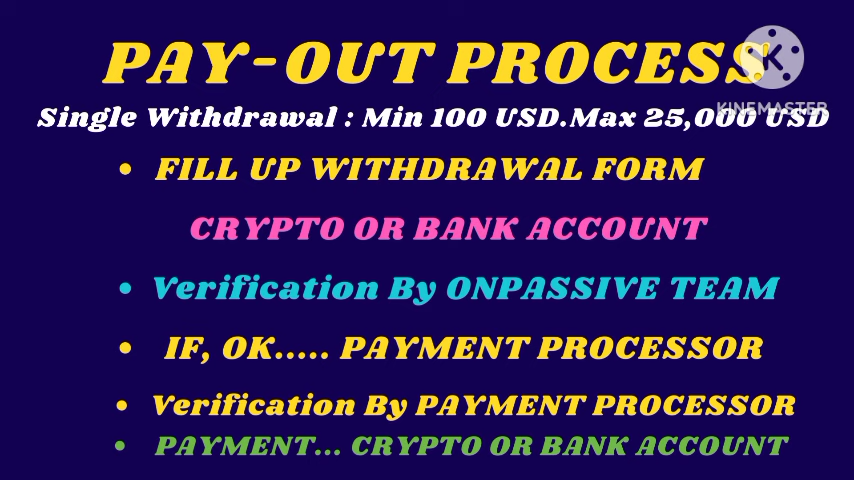 PAY-OUT PROCESS
KINEMASTER
Single Withdrawal : Min 100 USD.Max 25,000 USD
• FILL UP WITHDRAWAL FORM
CRYPTO OR BANK ACCOUNT
• Verification By ONPASSIVE TEAM
• IF, OK..... PAYMENT PROCESSOR
• Verification By PAYMENT PROCESSOR
• PAYMENT... CRYPTO OR BANK ACCOUNT